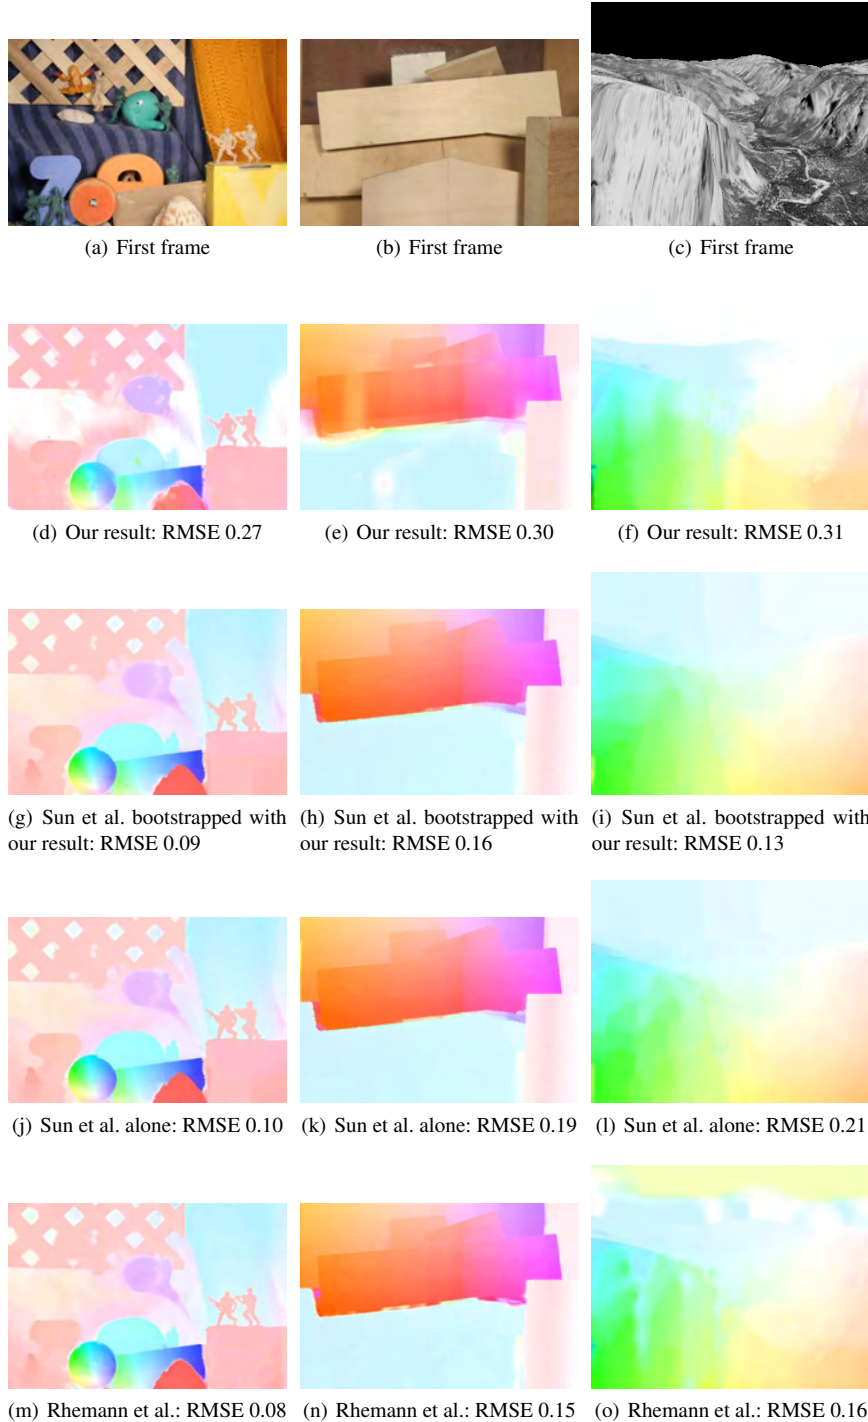 (a) First frame
(b) First frame
(c) First frame
(d) Our result: RMSE 0.27
(e) Our result: RMSE 0.30
(f) Our result: RMSE 0.31
(g) Sun et al. bootstrapped with
our result: RMSE 0.09
(h) Sun et al. bootstrapped with
our result: RMSE 0.16
(i) Sun et al. bootstrapped with
our result: RMSE 0.13
(j) Sun et al. alone: RMSE 0.10
(k) Sun et al. alone: RMSE 0.19
(l) Sun et al. alone: RMSE 0.21
(m) Rhemann et al.: RMSE 0.08
(n) Rhemann et al.: RMSE 0.15
(o) Rhemann et al.: RMSE 0.16